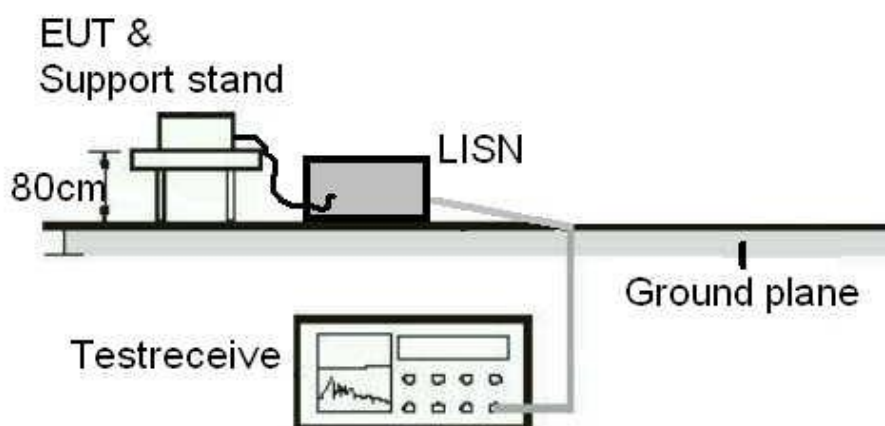 EUT &
Support stand
LISN
80cm
Ground plane
Testreceive